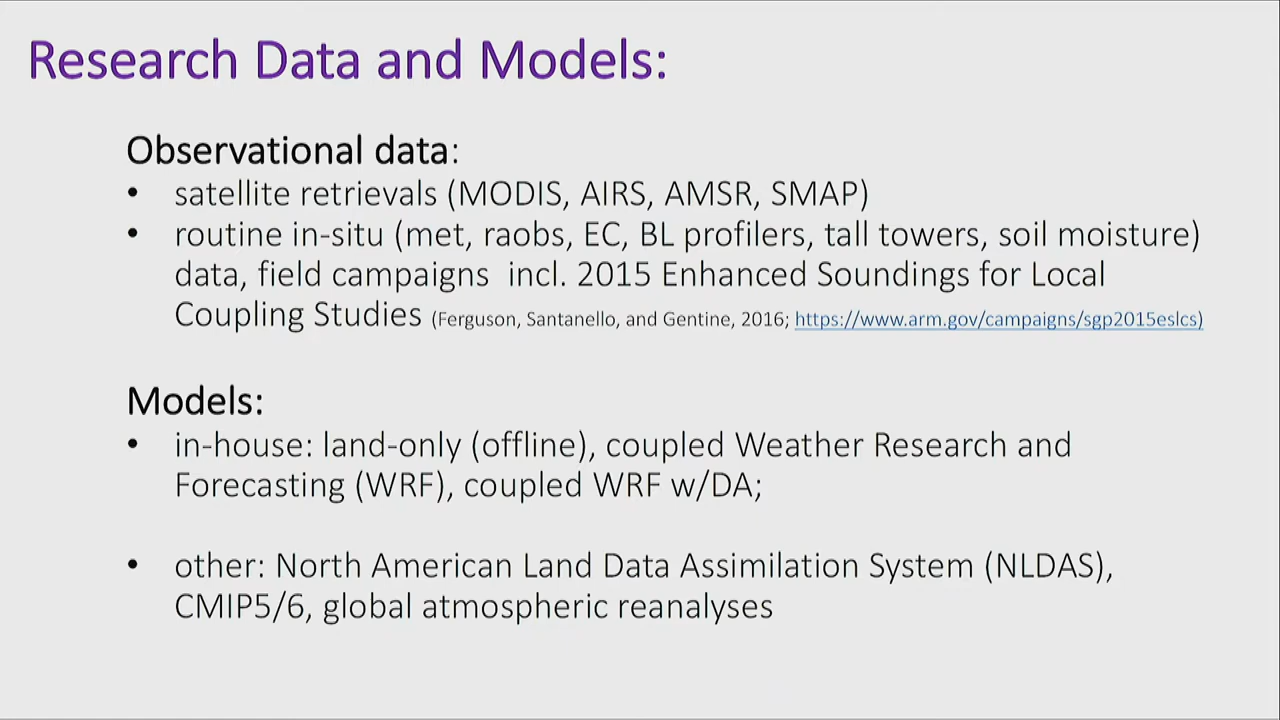 Research Data and Models:
Observational data:
• satellite retrievals (MODIS, AIRS, AMSR, SMAP)
• routine in-situ (met, raobs, EC, BL profilers, tall towers, soil moisture)
data, field campaigns incl. 2015 Enhanced Soundings for Local
Coupling Studies (Ferguson, Santanello, and Gentine, 2016; https://www.arm.gov/campaigns/sgp2015eslcs)
Models:
• in-house: land-only (offline), coupled Weather Research and
Forecasting (WRF), coupled WRF w/DA;
• other: North American Land Data Assimilation System (NLDAS),
CMIP5/6, global atmospheric reanalyses